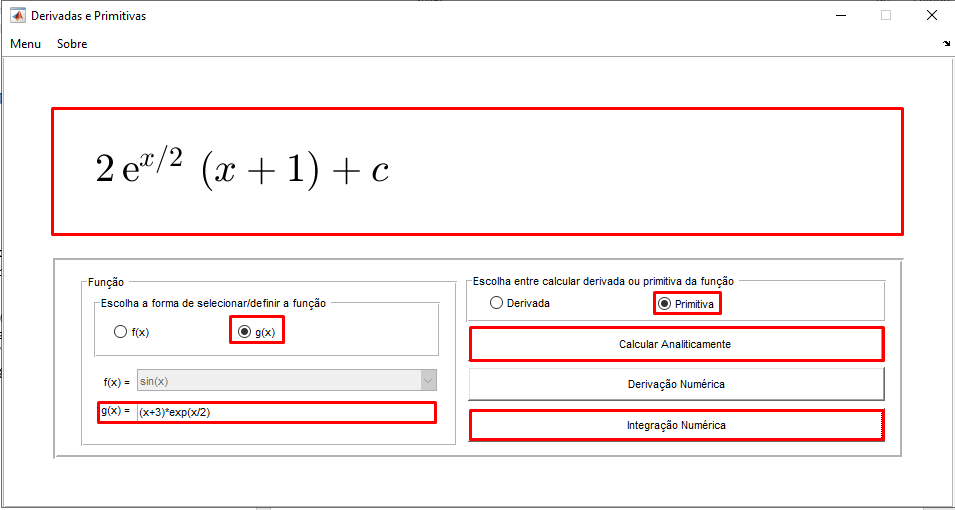 Derivadas e Primitivas
Menu Sobre
2 e^{x/2} (x + 1) + c
Função
Escolha a forma de selecionar/definir a função
f(x) g(x)
f(x) = sin(x)
g(x) = (x+3)*exp(x/2)
Escolha entre calcular derivada ou primitiva da função
Derivada Primitiva
Calcular Analiticamente
Derivação Numérica
Integração Numérica